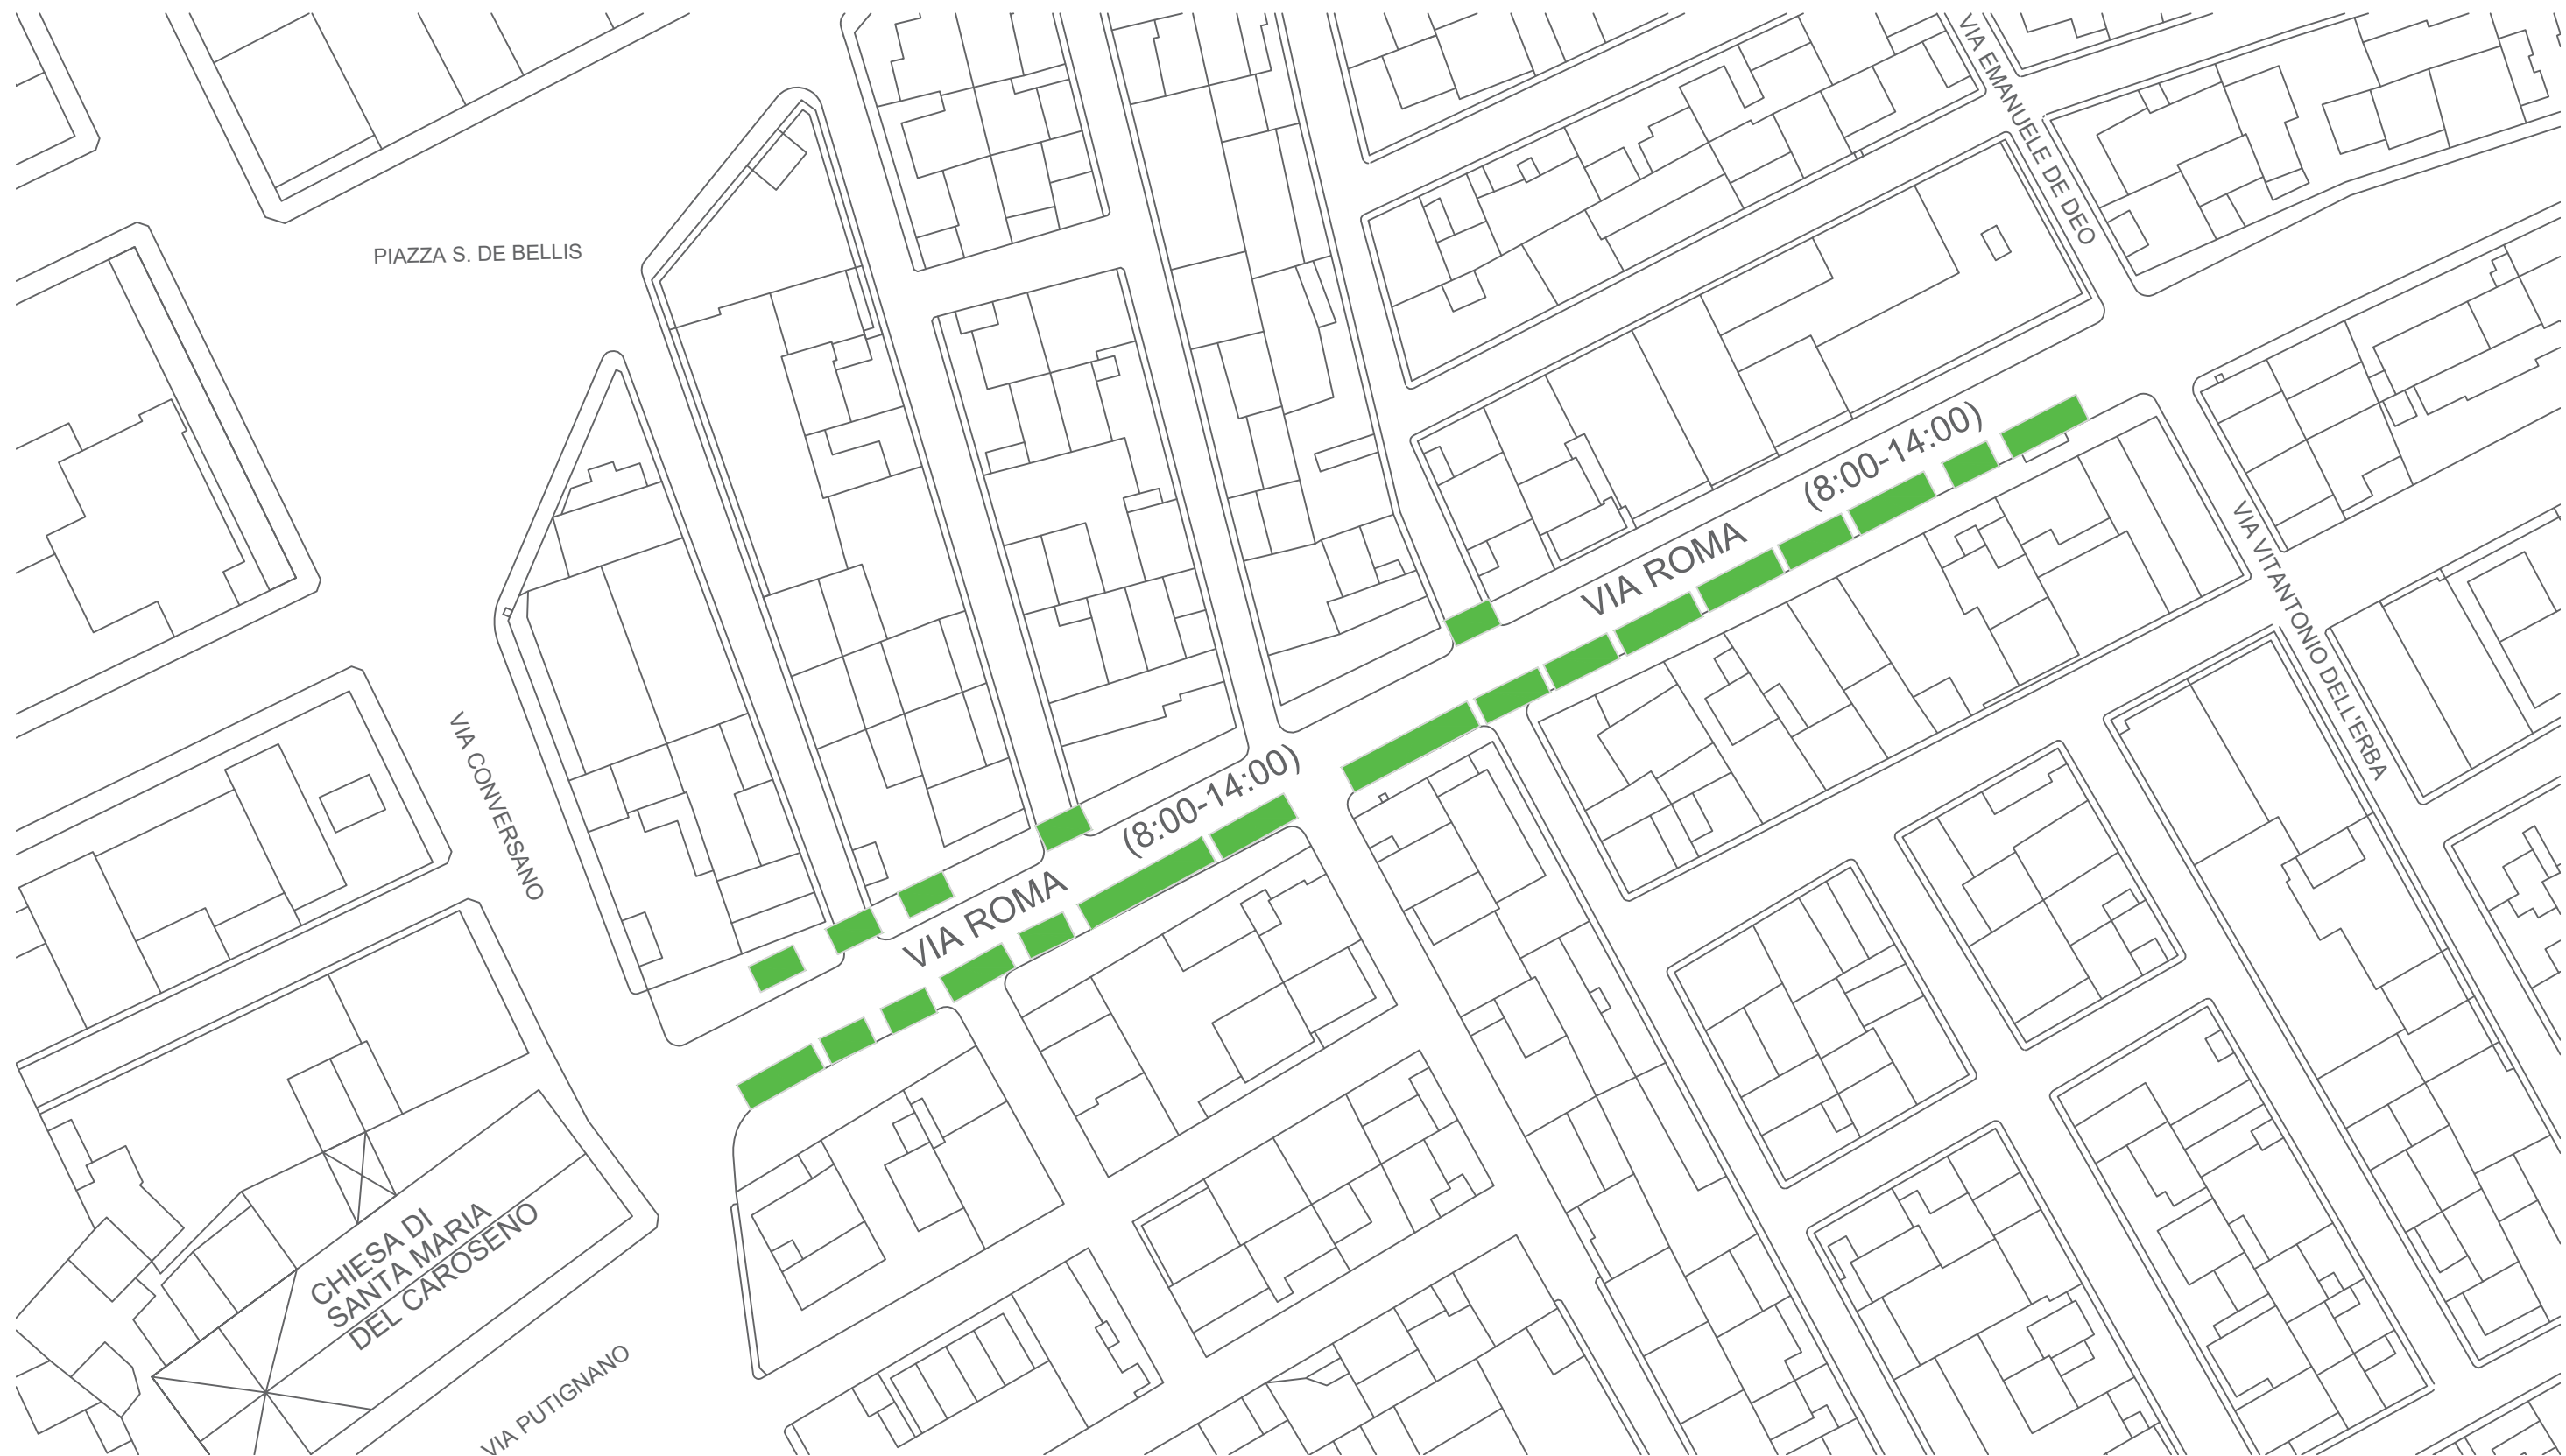 VIA EMANUELE DE DEO
PIAZZA S. DE BELLIS
(8:00-14:00)
VIA ROMA
VIA VITANTONIO DELL'ERBA
VIA CONVERSANO
(8:00-14:00)
VIA ROMA
CHIESA DI
SANTA MARIA
DEL CAROSENO
VIA PUTIGNANO